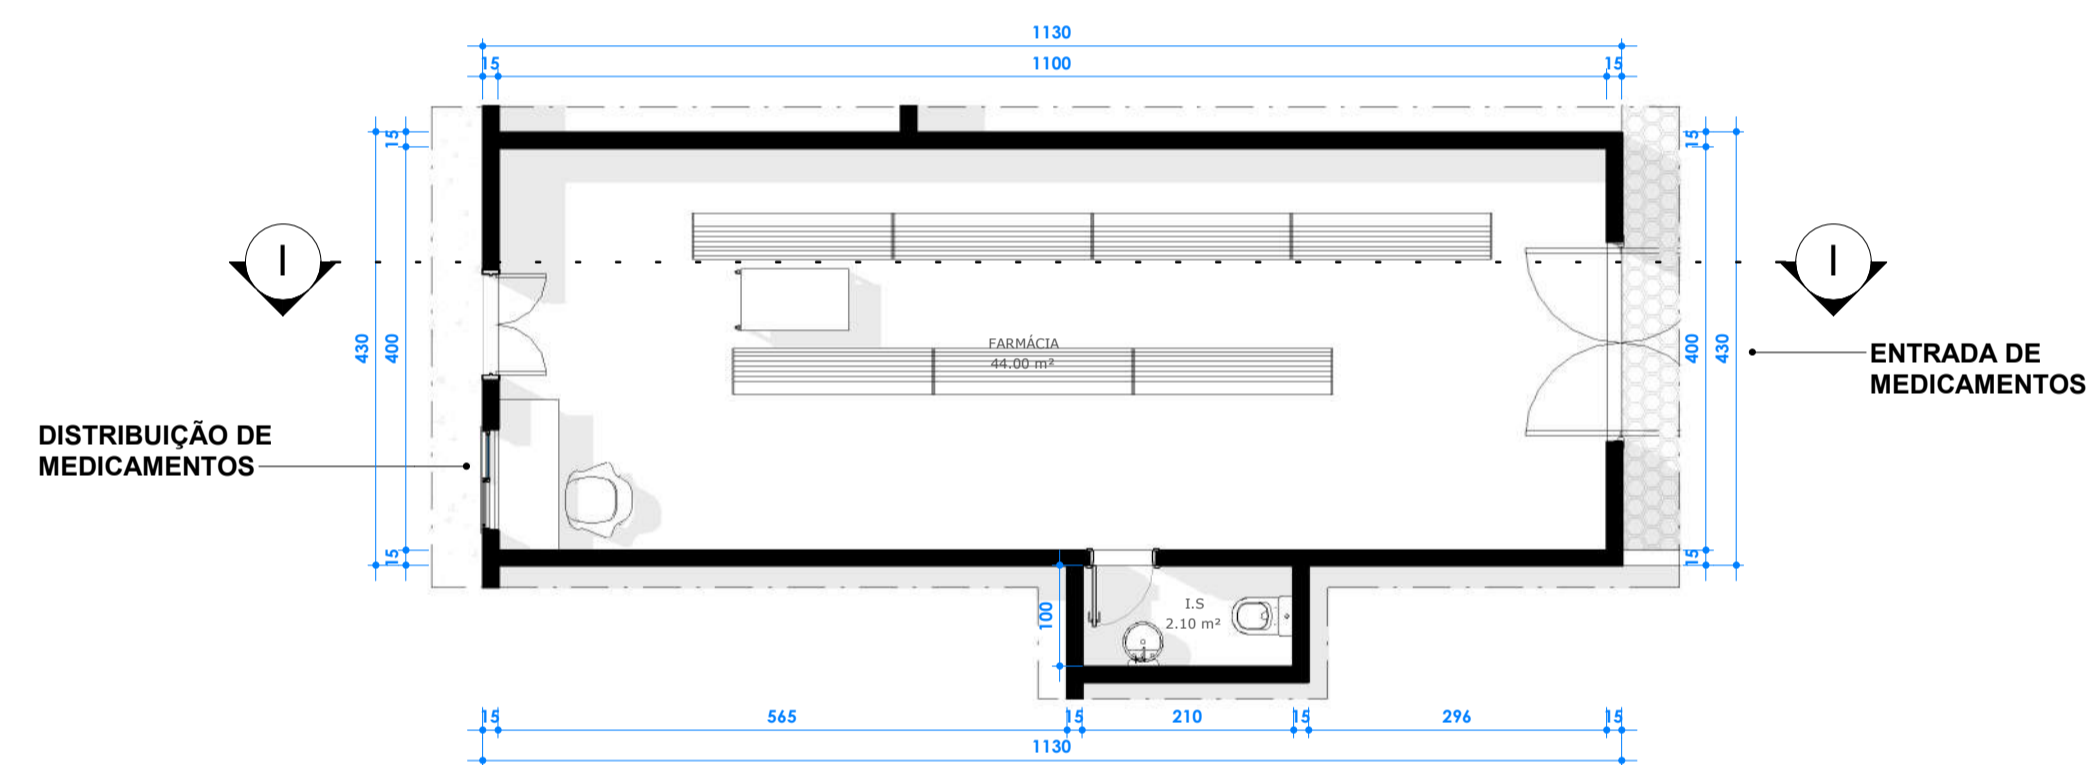 1130
15 1100 15
15
15
I
I
430
400
FARMÁCIA
44.00 m²
400
430
ENTRADA DE
MEDICAMENTOS
DISTRIBUIÇÃO DE
MEDICAMENTOS
15
15
100
I.S
2.10 m²
15 565 15 210 15 296 15
1130